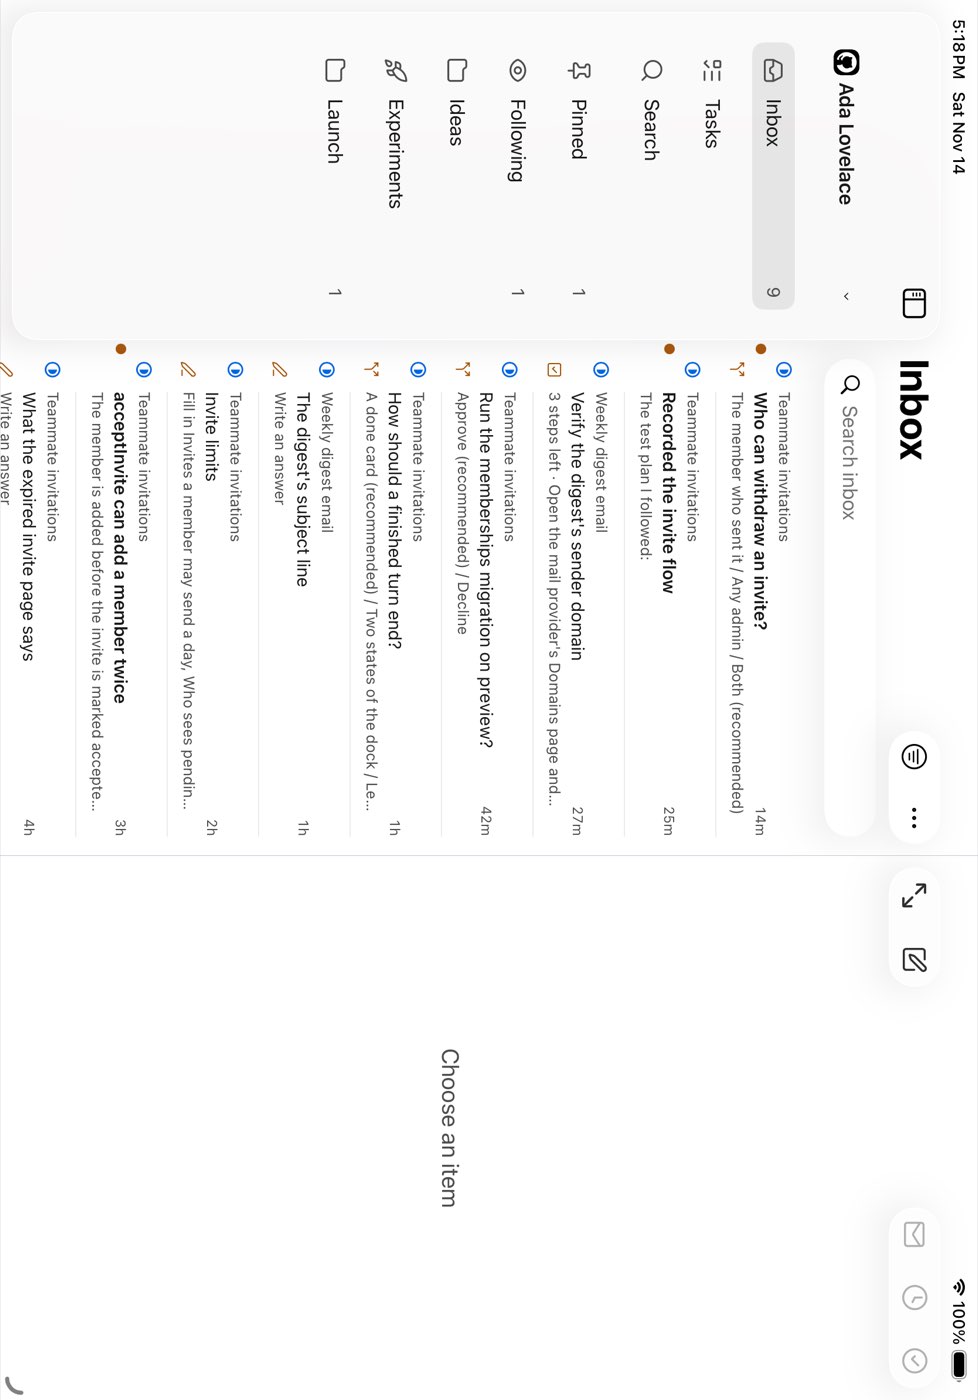 5:18 PM Sat Nov 14
100%
Ada Lovelace
Inbox 9
Tasks
Search
Pinned 1
Following 1
Ideas
Experiments
Launch 1
Inbox
Search inbox
Teammate invitations
Who can withdraw an invite? 14m
The member who sent it / Any admin / Both (recommended)
Teammate invitations
Recorded the invite flow 25m
The test plan I followed:
Weekly digest email
Verify the digest's sender domain 27m
3 steps left · Open the mail provider's Domains page and...
Teammate invitations
Run the memberships migration on preview? 42m
Approve (recommended) / Decline
Teammate invitations
How should a finished turn end? 1h
A done card (recommended) / Two states of the dock / Le...
Weekly digest email
The digest's subject line 1h
Write an answer
Teammate invitations
Invite limits 2h
Fill in Invites a member may send a day, Who sees pendin...
Teammate invitations
acceptInvite can add a member twice 3h
The member is added before the invite is marked accepte...
Teammate invitations
What the expired invite page says 4h
Write an answer
Choose an item